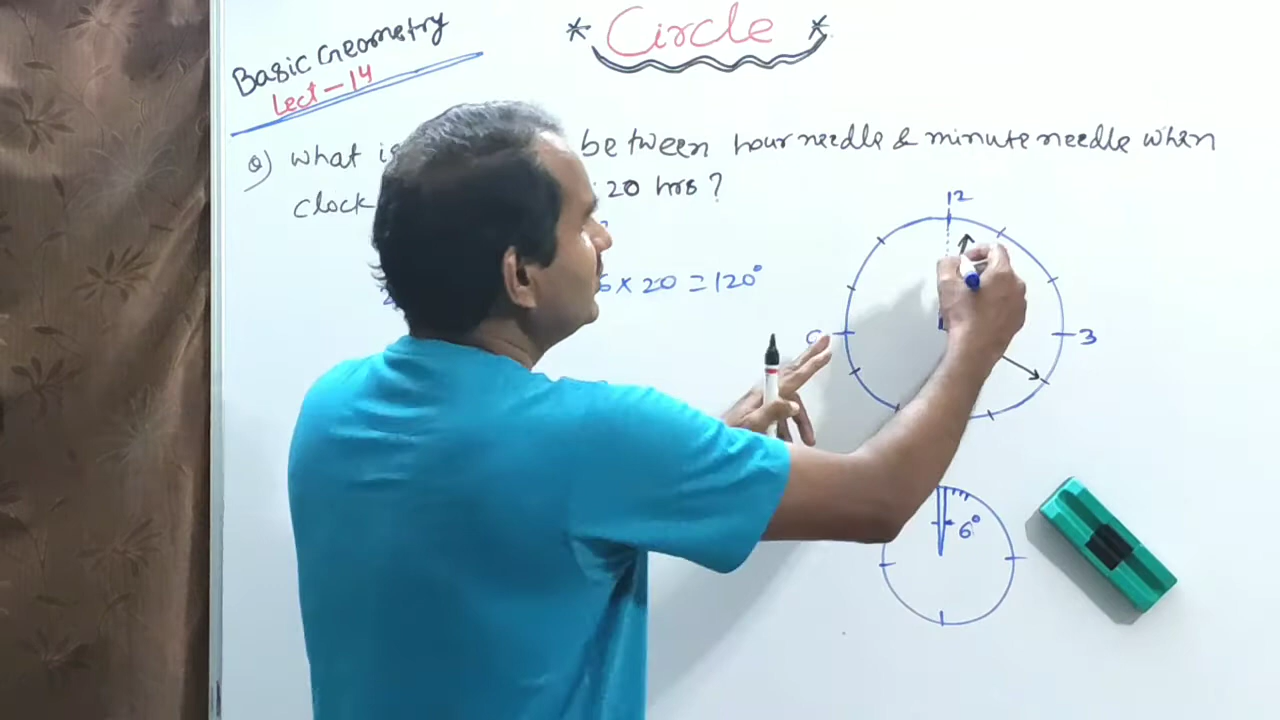 * Circle *
Basic Geometry
Lect-14
Q) what is between hour needle & minute needle when
clock 20 hrs ?
6 x 20 = 120°
12
3
6°